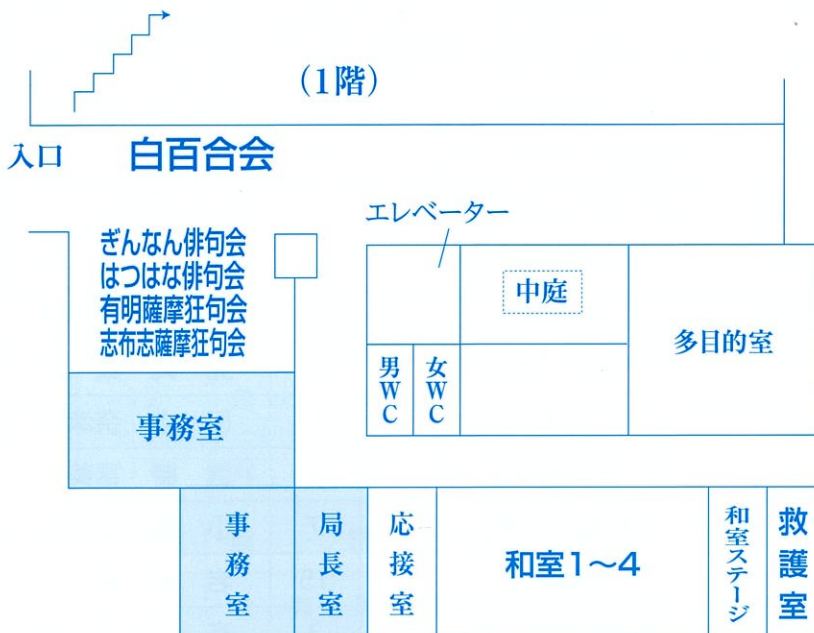 (1階)
入口
白百合会
エレベーター
ぎんなん俳句会
はつはな俳句会
有明薩摩狂句会
志布志薩摩狂句会
中庭
多目的室
男WC
女WC
事務室
事務室
局長室
応接室
和室1〜4
和室ステージ
救護室